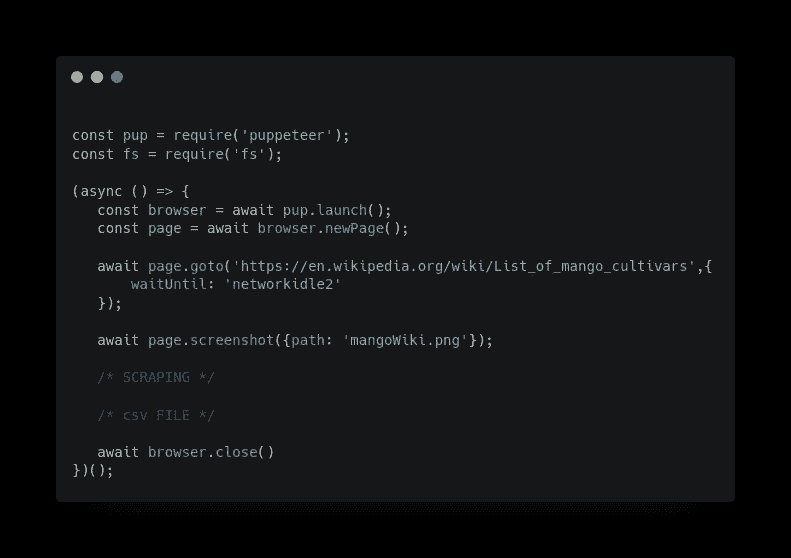 const pup = require('puppeteer');
const fs = require('fs');
(async () => {
const browser = await pup.launch();
const page = await browser.newPage();
await page.goto('https://en.wikipedia.org/wiki/List_of_mango_cultivars',{
waitUntil: 'networkidle2'
});
await page.screenshot({path: 'mangoWiki.png'});
/* SCRAPING */
/* csv FILE */
await browser.close()
})();